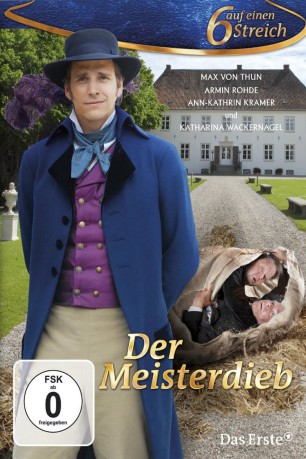 6 auf einen
Streich
MAX VON THUN
ARMIN ROHDE
ANN-KATHRIN KRAMER
und
KATHARINA WACKERNAGEL
Der
Meisterdieb
FSK
ab
0
freigegeben
Das Erste